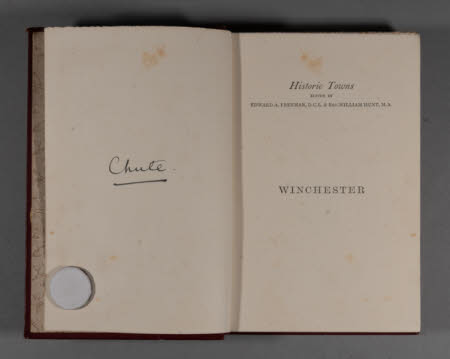 Chute.
Historic Towns
EDITED BY
EDWARD A. FREEMAN, D.C.L. & REV. WILLIAM HUNT, M.A.
WINCHESTER